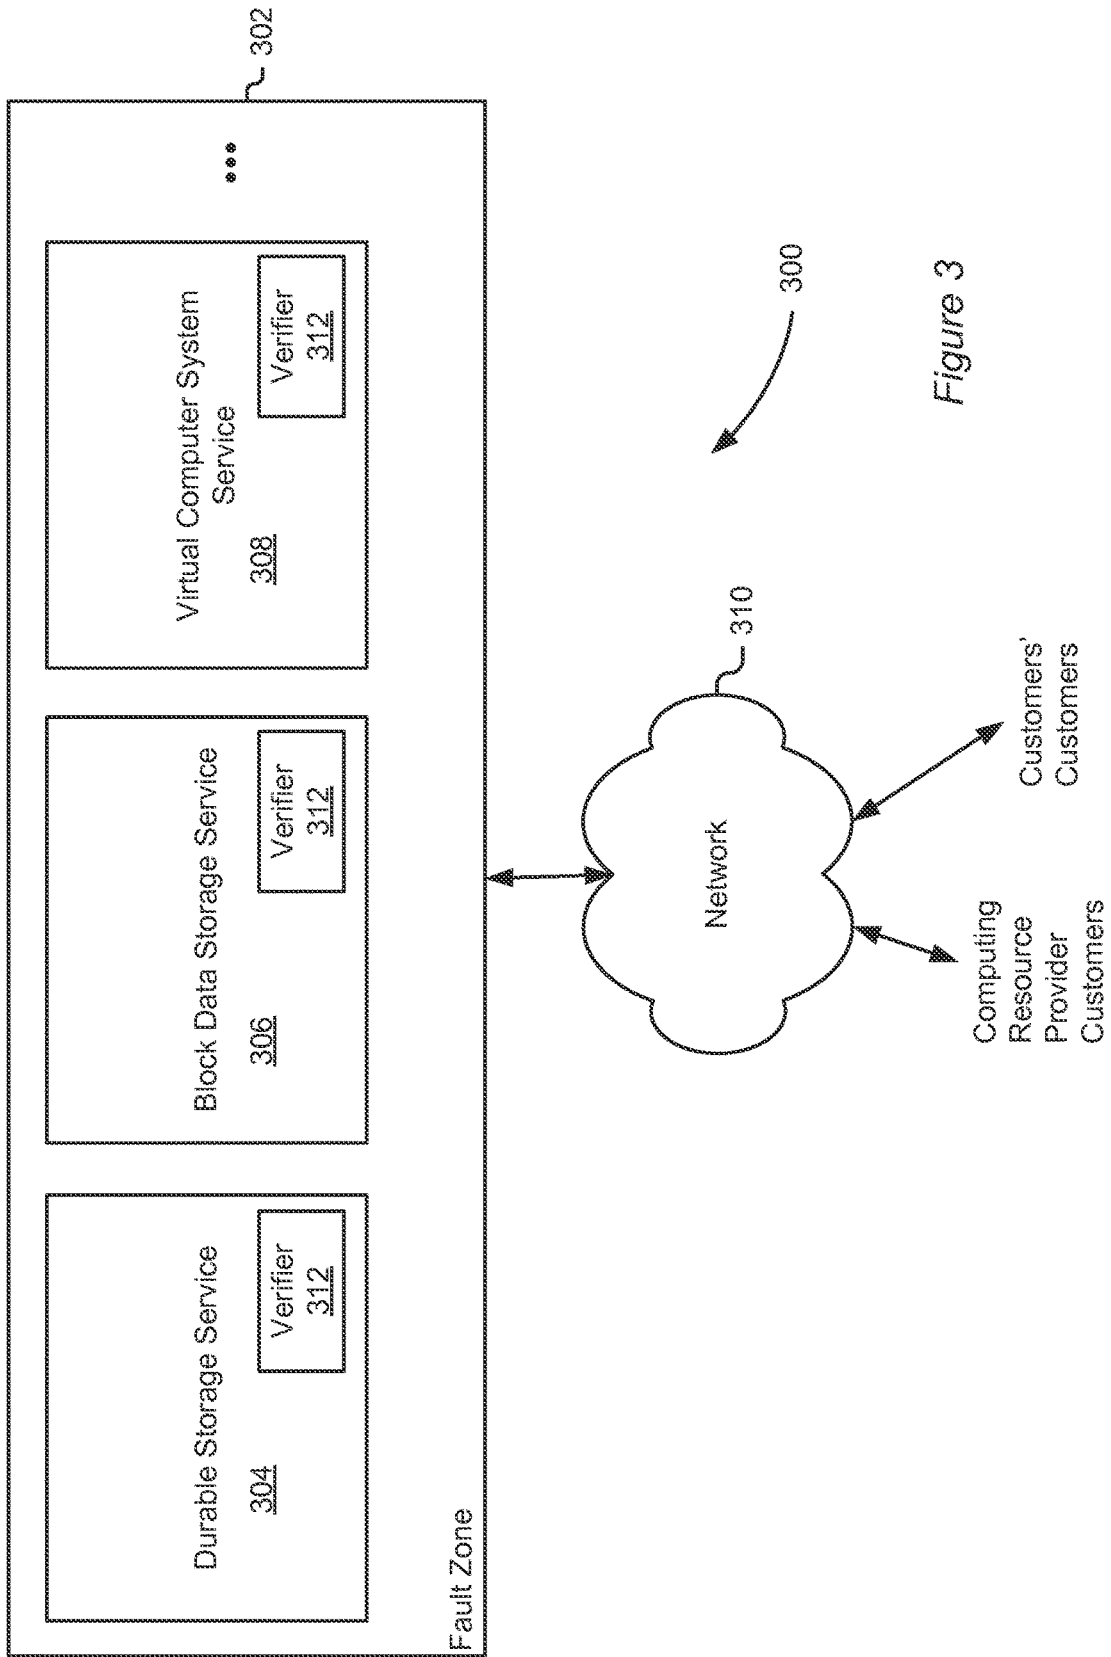 302
Durable Storage Service
304
Verifier
312
Block Data Storage Service
306
Verifier
312
Virtual Computer System
Service
308
Verifier
312
•••
Fault Zone
310
Network
300
Computing
Resource
Provider
Customers
Customers'
Customers
Figure 3